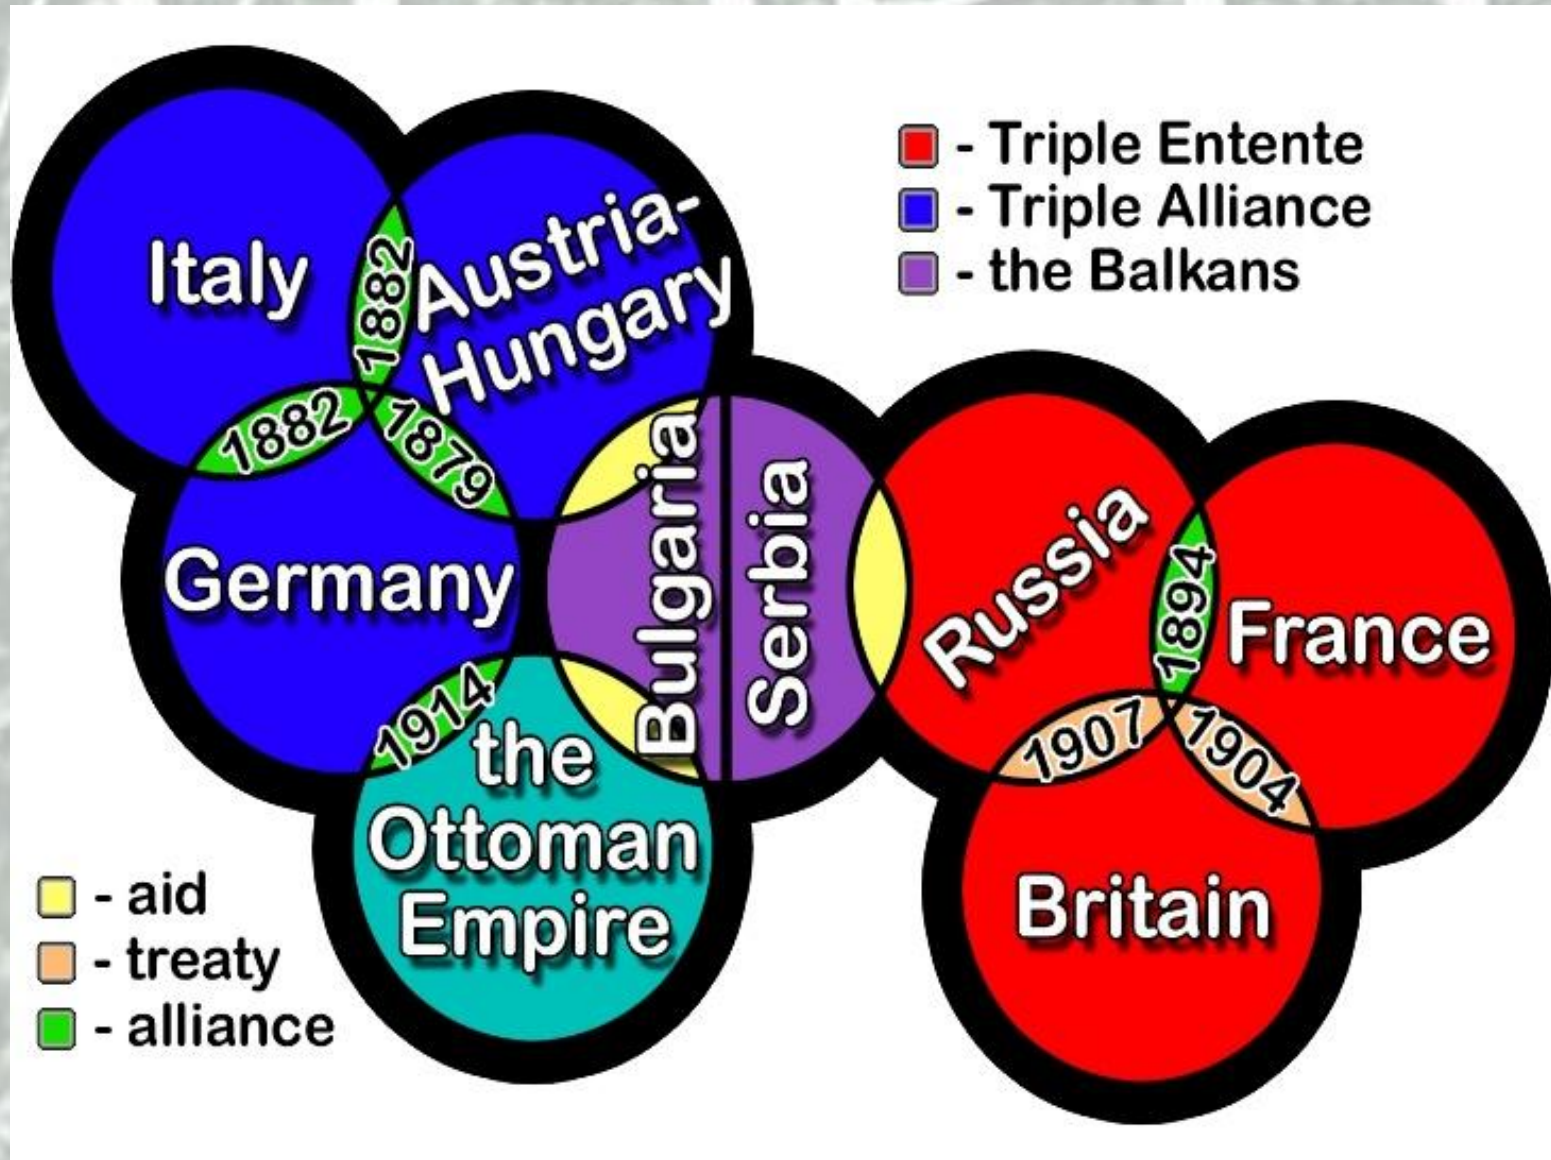 Italy
1882
Austria-
Hungary
1882
1879
Germany
1914
the
Ottoman
Empire
Bulgaria
Serbia
Russia
1894
France
1907
1904
Britain
- Triple Entente
- Triple Alliance
- the Balkans
- aid
- treaty
- alliance